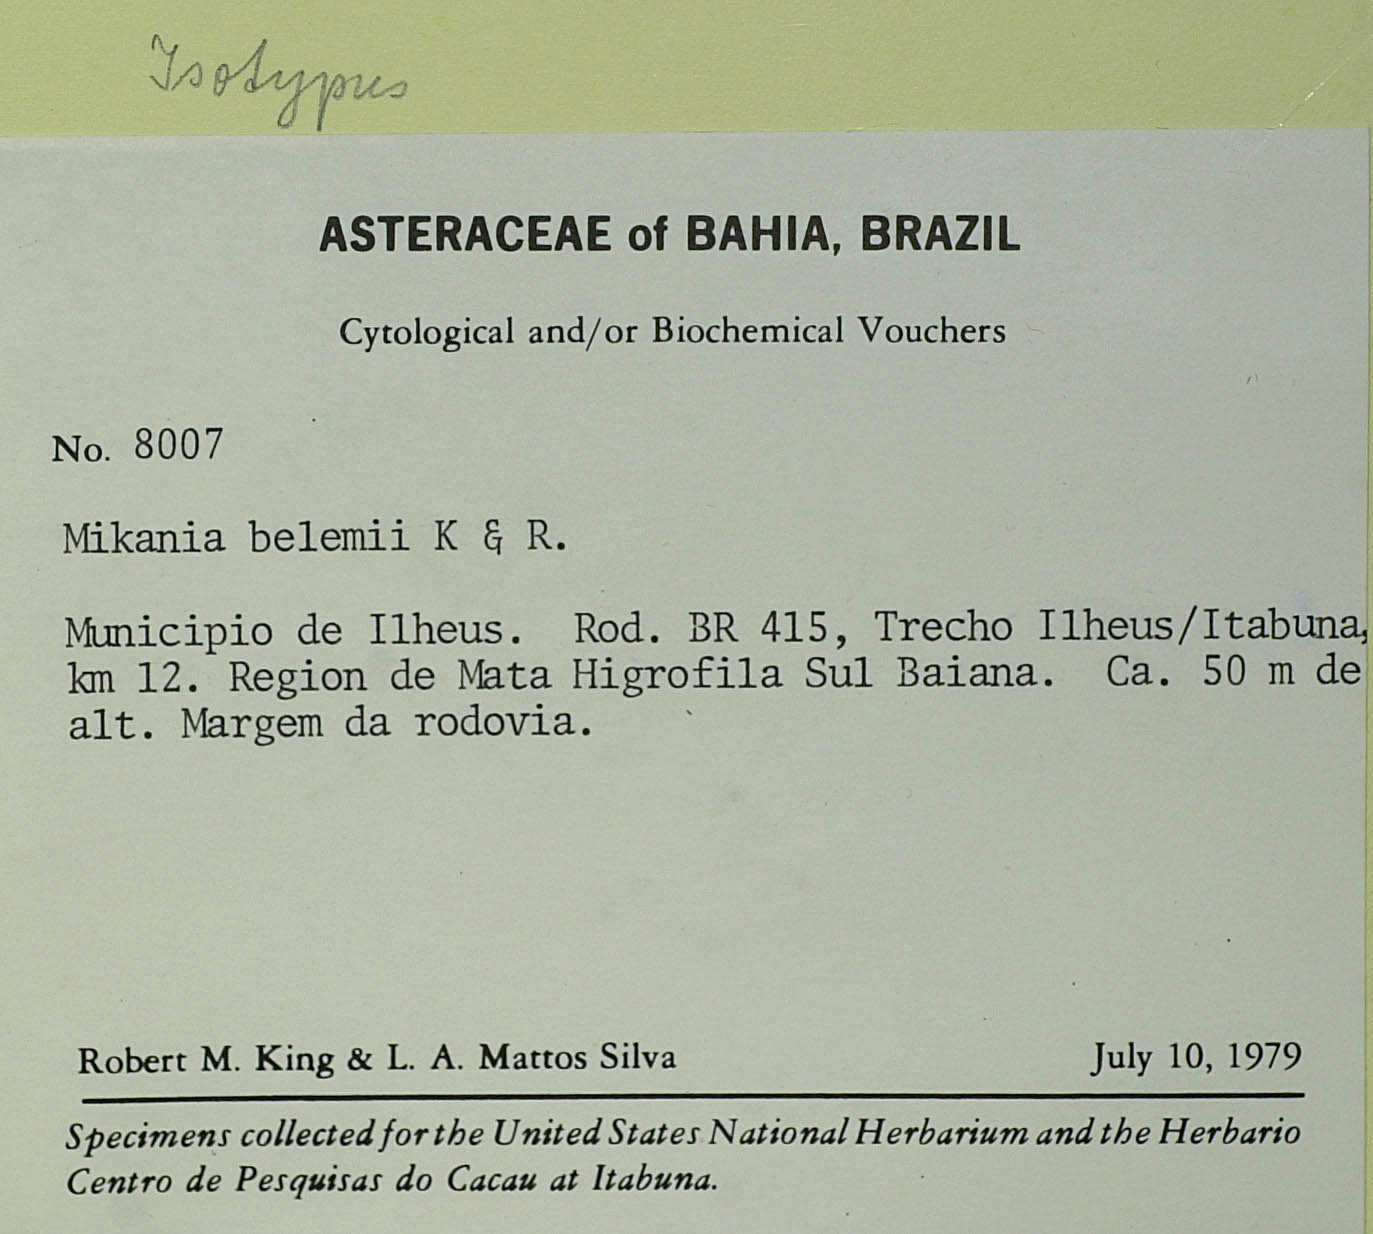 Isotypus
ASTERACEAE of BAHIA, BRAZIL
Cytological and/or Biochemical Vouchers
No. 8007
Mikania belemii K & R.
Municipio de Ilheus. Rod. BR 415, Trecho Ilheus/Itabuna,
km 12. Region de Mata Higrofila Sul Baiana. Ca. 50 m de
alt. Margem da rodovia.
Robert M. King & L. A. Mattos Silva July 10, 1979
Specimens collected for the United States National Herbarium and the Herbario
Centro de Pesquisas do Cacau at Itabuna.